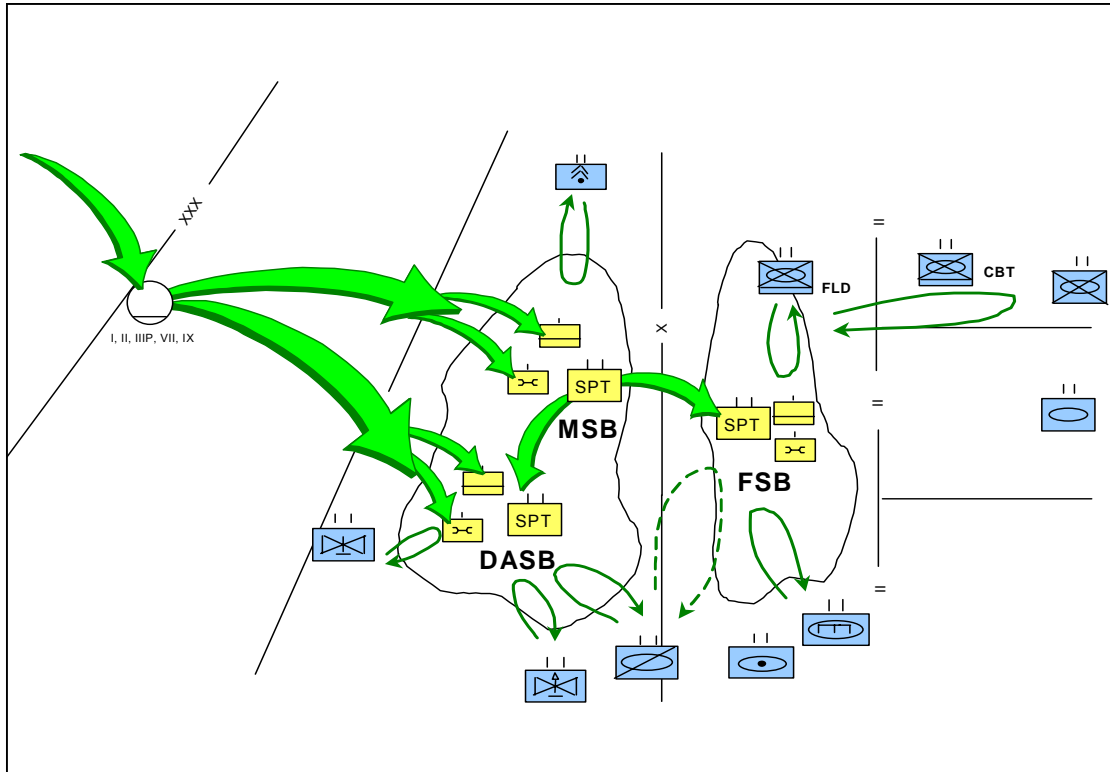 XXX
I, II, IIIP, VII, IX
X
SPT
MSB
SPT
DASB
SPT
FSB
FLD
CBT